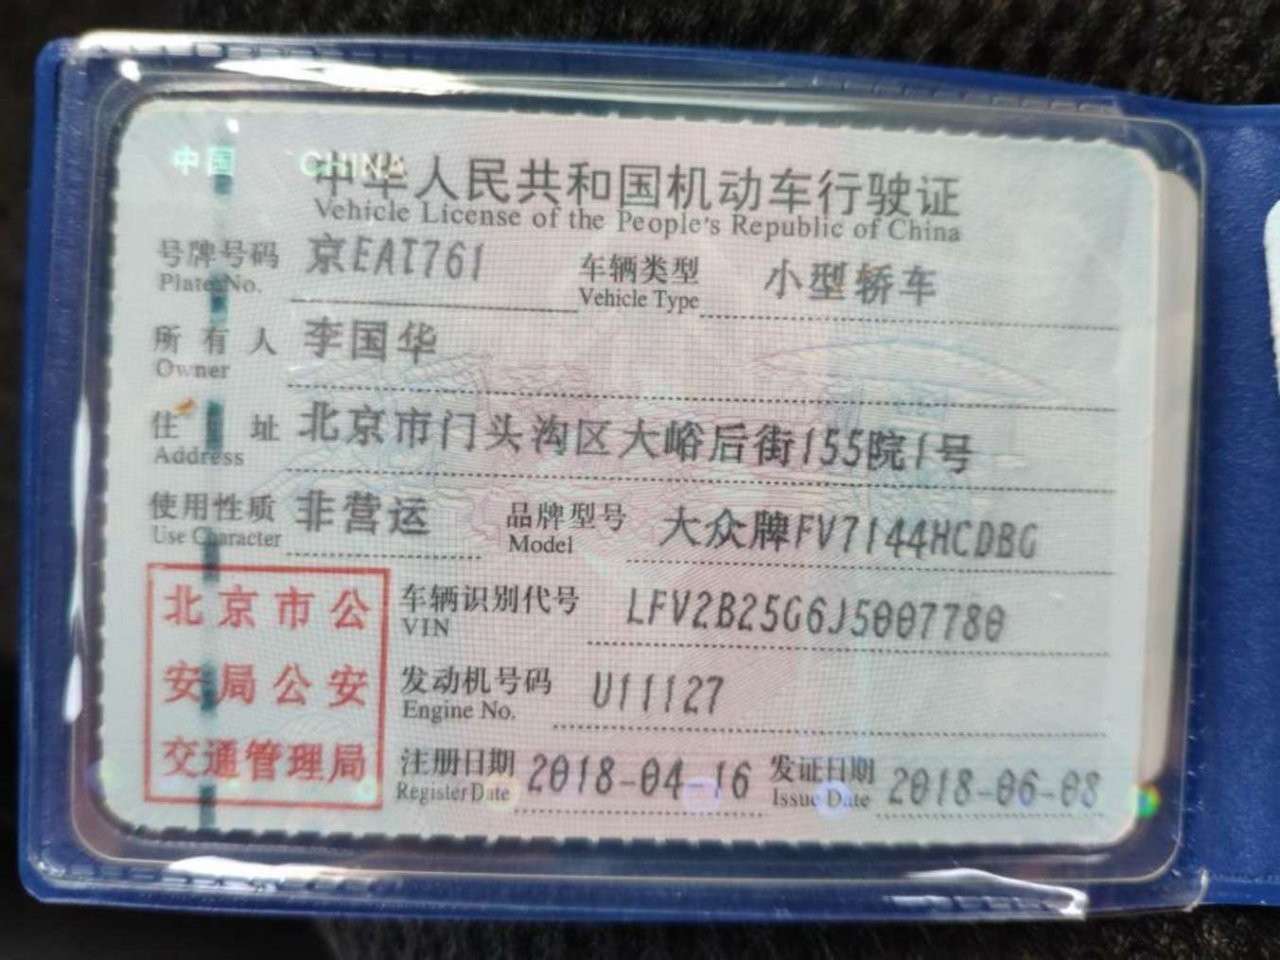 中国 CHINA
中华人民共和国机动车行驶证
Vehicle License of the People's Republic of China
号牌号码 京EAT761 车辆类型 小型轿车
Plate No. Vehicle Type
所有人 李国华
Owner
住址 北京市门头沟区大峪后街155院1号
Address
使用性质 非营运 品牌型号 大众牌FV7144HCDBG
Use Character Model
车辆识别代号 LFV2B25G6J5007780
VIN
发动机号码 U11127
Engine No.
注册日期 2018-04-16 发证日期 2018-06-08
Register Date Issue Date
北京市公
安局公安
交通管理局